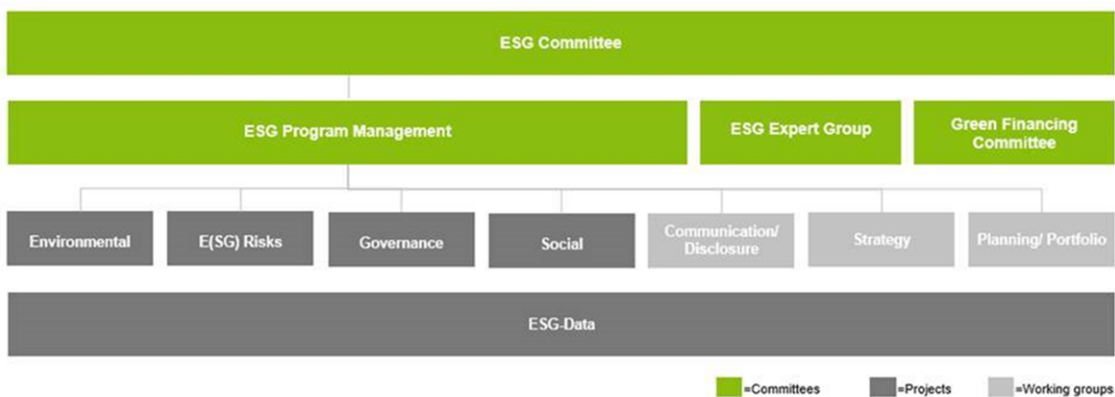 ESG Committee
ESG Program Management
ESG Expert Group
Green Financing
Committee
Environmental
E(SG) Risks
Governance
Social
Communication/
Disclosure
Strategy
Planning/ Portfolio
ESG-Data
=Committees
=Projects
=Working groups